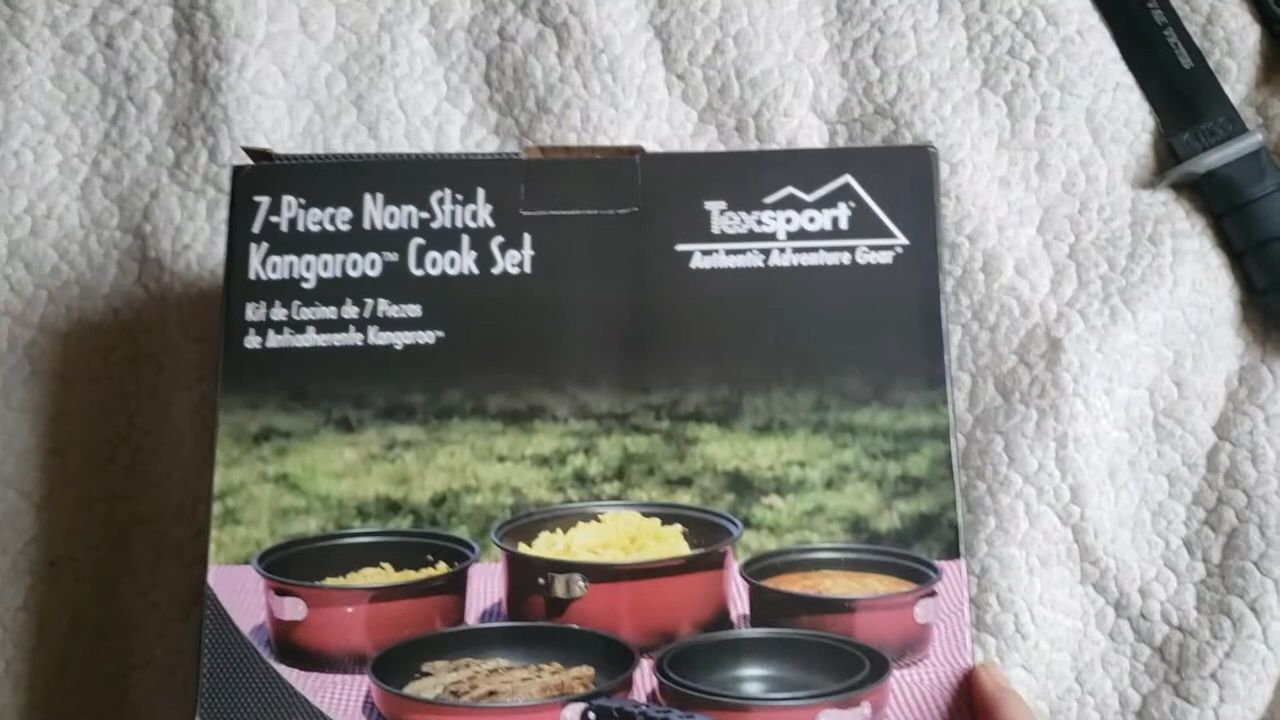 7-Piece Non-Stick
Kangaroo™ Cook Set
Kit de Cocina de 7 Piezas
de Antiadherente Kangaroo™
Texsport
Authentic Adventure Gear™